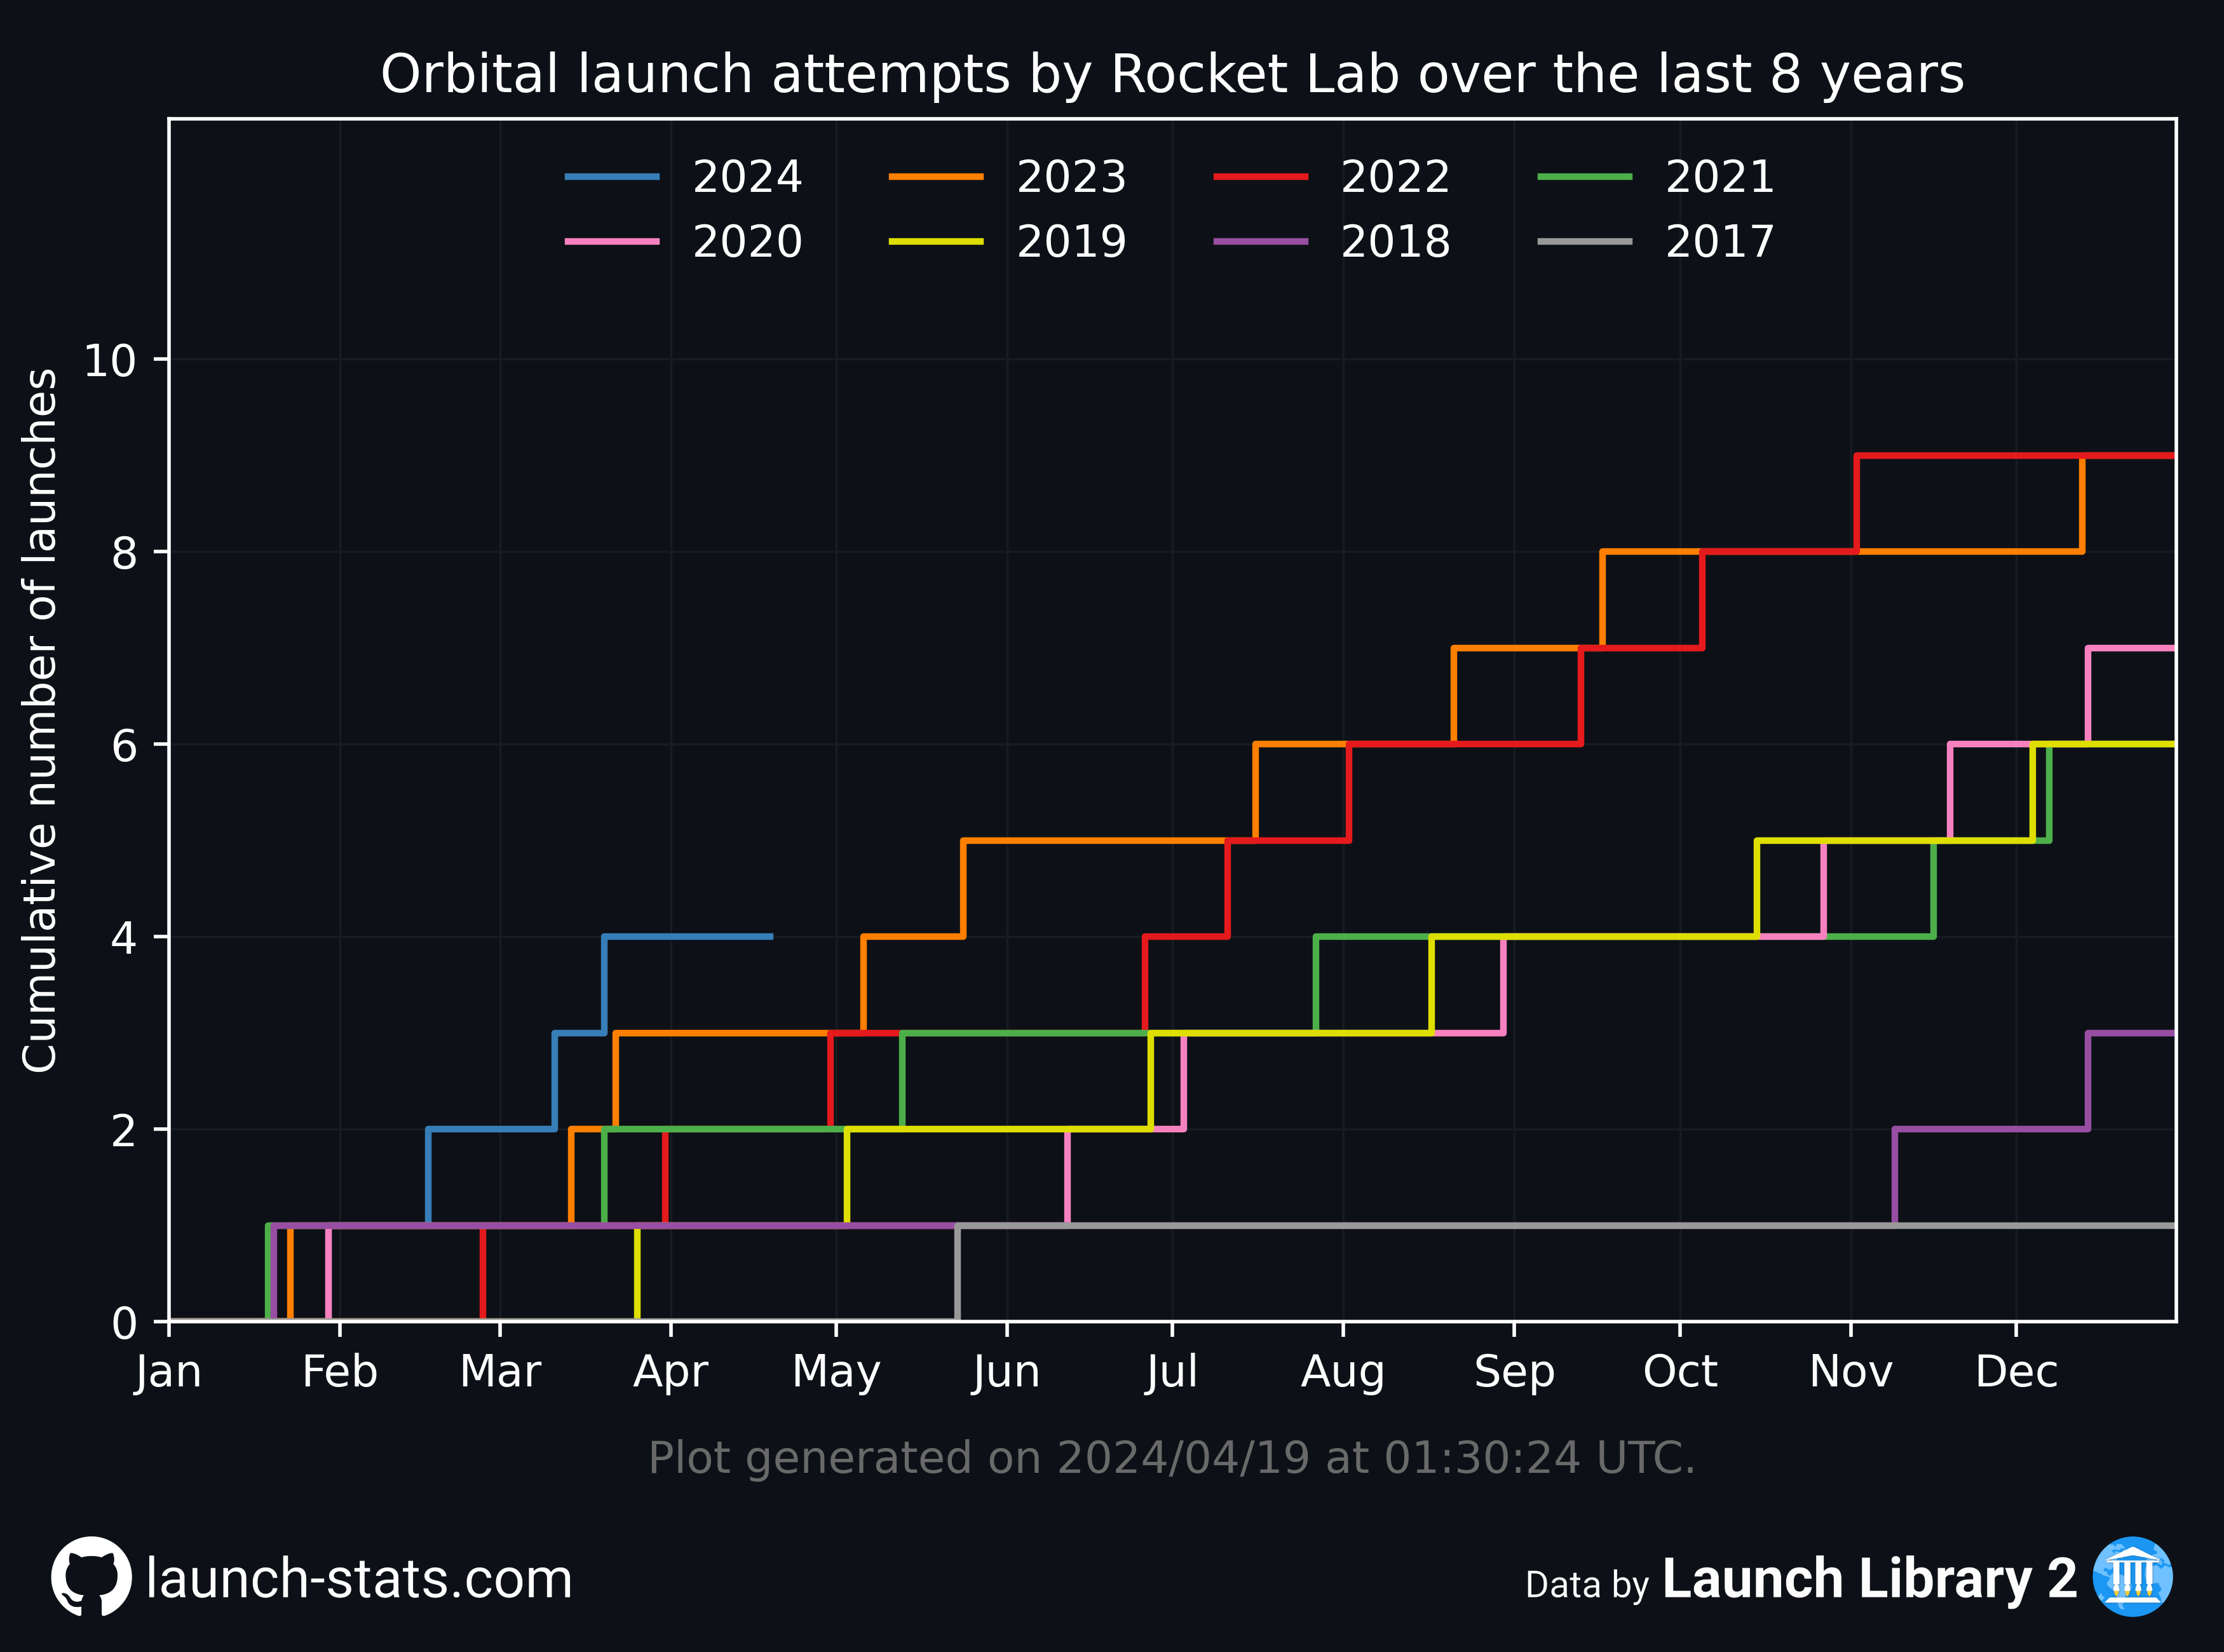 Orbital launch attempts by Rocket Lab over the last 8 years
2024 2023 2022 2021
2020 2019 2018 2017
Cumulative number of launches
10
8
6
4
2
0
Jan Feb Mar Apr May Jun Jul Aug Sep Oct Nov Dec
Plot generated on 2024/04/19 at 01:30:24 UTC.
launch-stats.com
Data by Launch Library 2